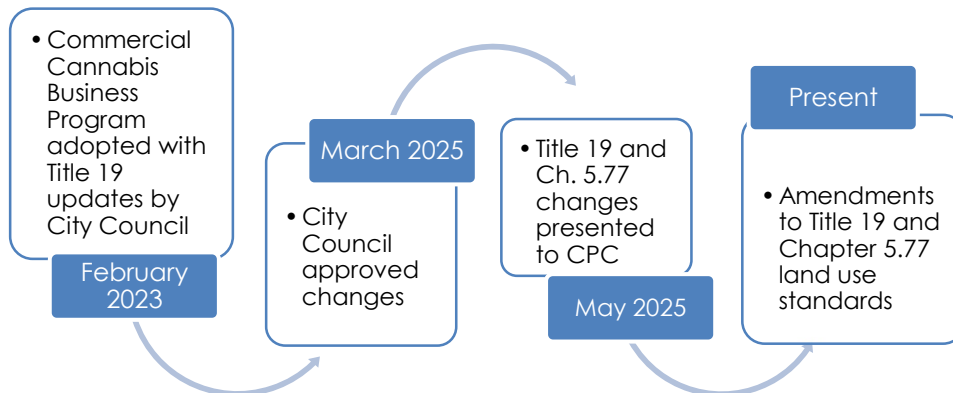 • Commercial
Cannabis
Business
Program
adopted with
Title 19
updates by
City Council
February
2023
March 2025
• City
Council
approved
changes
• Title 19 and
Ch. 5.77
changes
presented
to CPC
May 2025
Present
• Amendments
to Title 19 and
Chapter 5.77
land use
standards